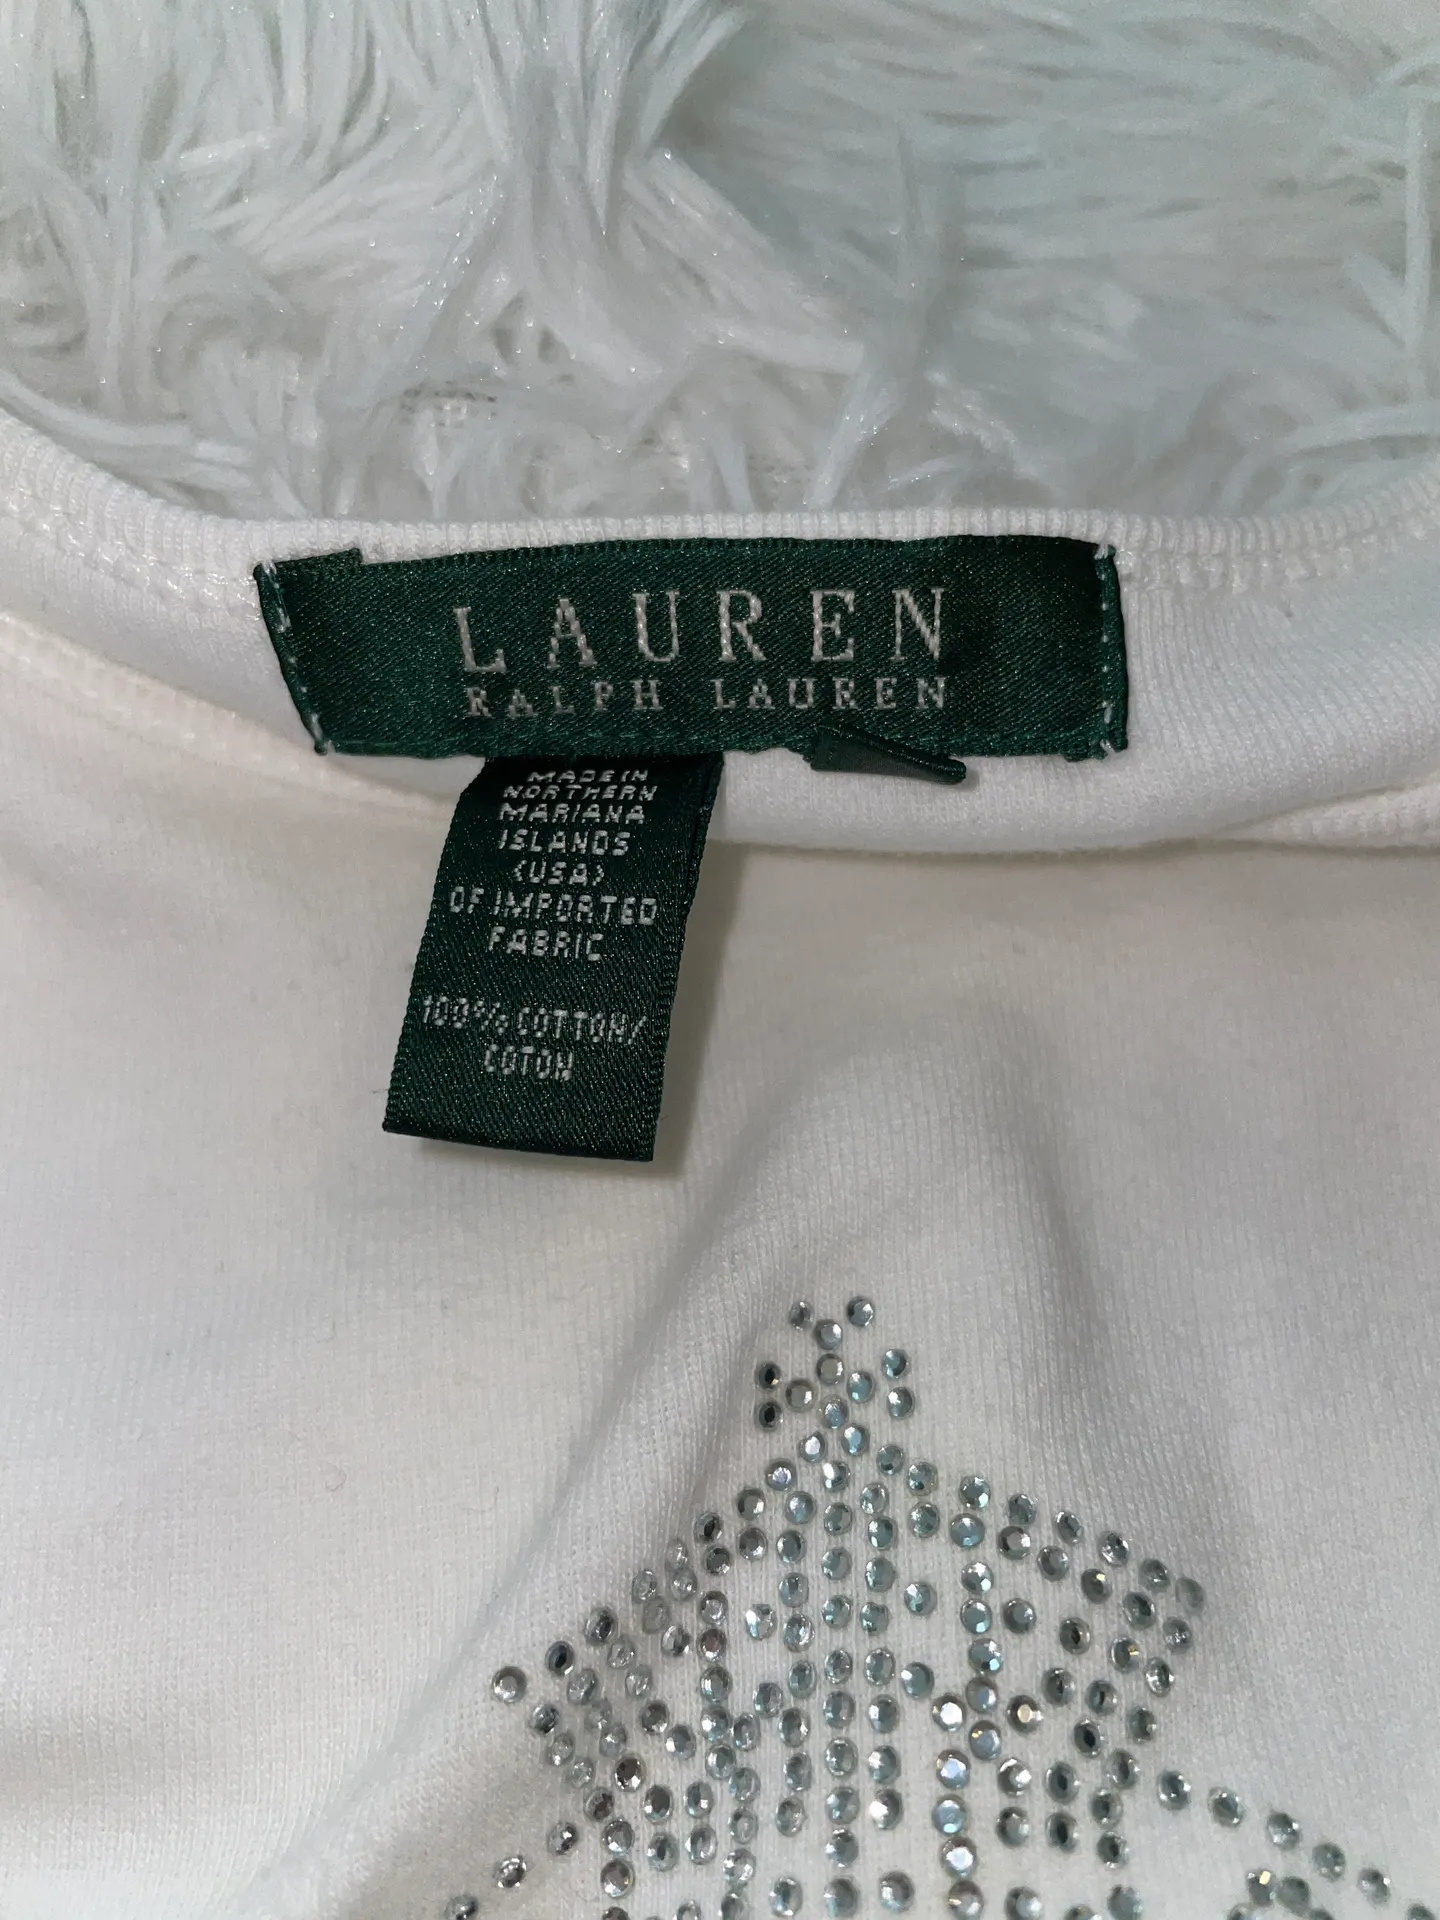 LAUREN
RALPH LAUREN
MADE IN
NORTHERN
MARIANA
ISLANDS
(USA)
OF IMPORTED
FABRIC
100% COTTON/
COTON